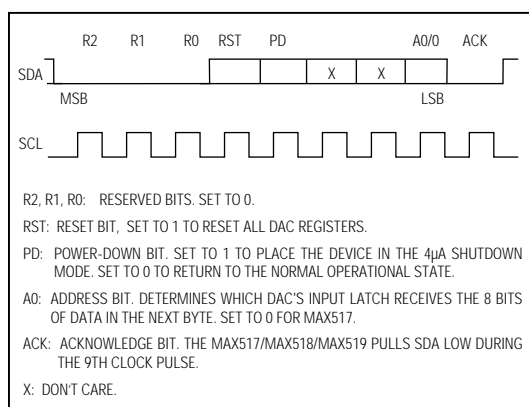 R2 R1 R0 RST PD A0/0 ACK
SDA X X
MSB LSB
SCL
R2, R1, R0: RESERVED BITS. SET TO 0.
RST: RESET BIT, SET TO 1 TO RESET ALL DAC REGISTERS.
PD: POWER-DOWN BIT. SET TO 1 TO PLACE THE DEVICE IN THE 4µA SHUTDOWN
MODE. SET TO 0 TO RETURN TO THE NORMAL OPERATIONAL STATE.
A0: ADDRESS BIT. DETERMINES WHICH DAC'S INPUT LATCH RECEIVES THE 8 BITS
OF DATA IN THE NEXT BYTE. SET TO 0 FOR MAX517.
ACK: ACKNOWLEDGE BIT. THE MAX517/MAX518/MAX519 PULLS SDA LOW DURING
THE 9TH CLOCK PULSE.
X: DON'T CARE.